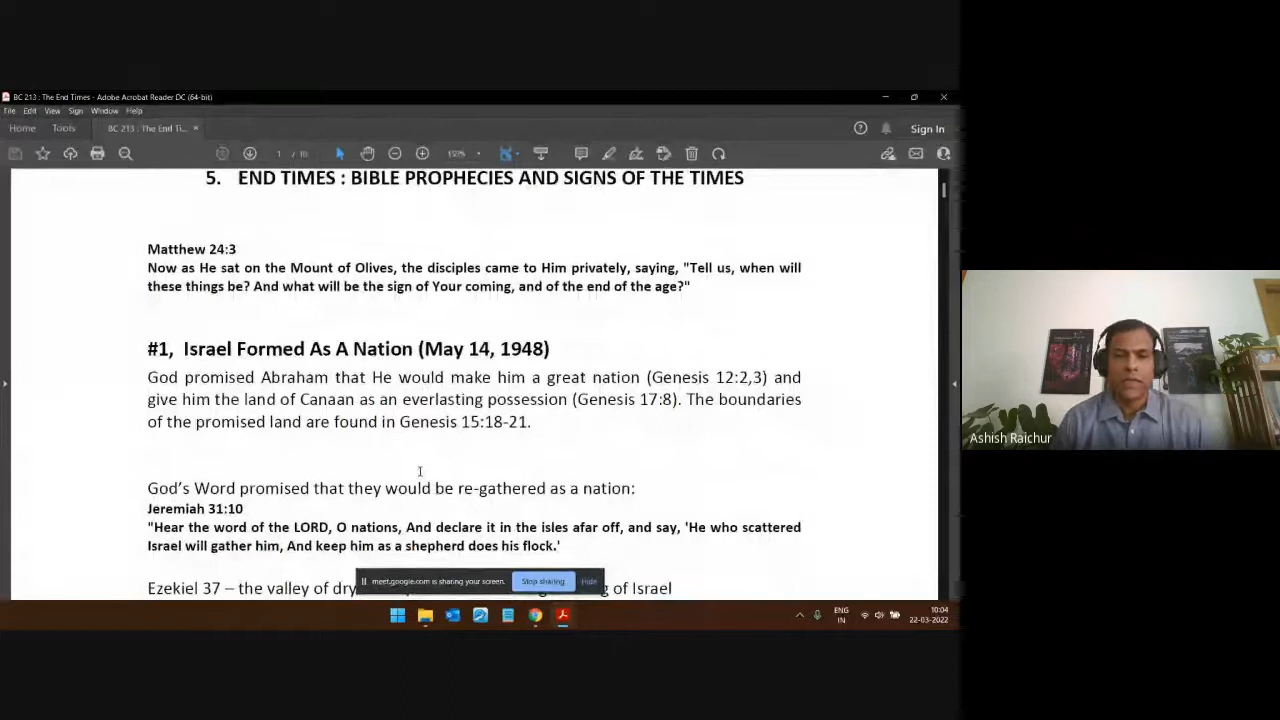 BC 213 : The End Times - Adobe Acrobat Reader DC (64-bit)
File Edit View Sign Window Help
Home Tools BC 213 : The End Ti... × Sign In
1 / 10 150%
5. END TIMES : BIBLE PROPHECIES AND SIGNS OF THE TIMES
Matthew 24:3
Now as He sat on the Mount of Olives, the disciples came to Him privately, saying, "Tell us, when will
these things be? And what will be the sign of Your coming, and of the end of the age?"
#1, Israel Formed As A Nation (May 14, 1948)
God promised Abraham that He would make him a great nation (Genesis 12:2,3) and
give him the land of Canaan as an everlasting possession (Genesis 17:8). The boundaries
of the promised land are found in Genesis 15:18-21.
God's Word promised that they would be re-gathered as a nation:
Jeremiah 31:10
"Hear the word of the LORD, O nations, And declare it in the isles afar off, and say, 'He who scattered
Israel will gather him, And keep him as a shepherd does his flock.'
Ezekiel 37 – the valley of dry of Israel
meet.google.com is sharing your screen. Stop sharing Hide
ENG
IN
10:04
22-03-2022
Ashish Raichur